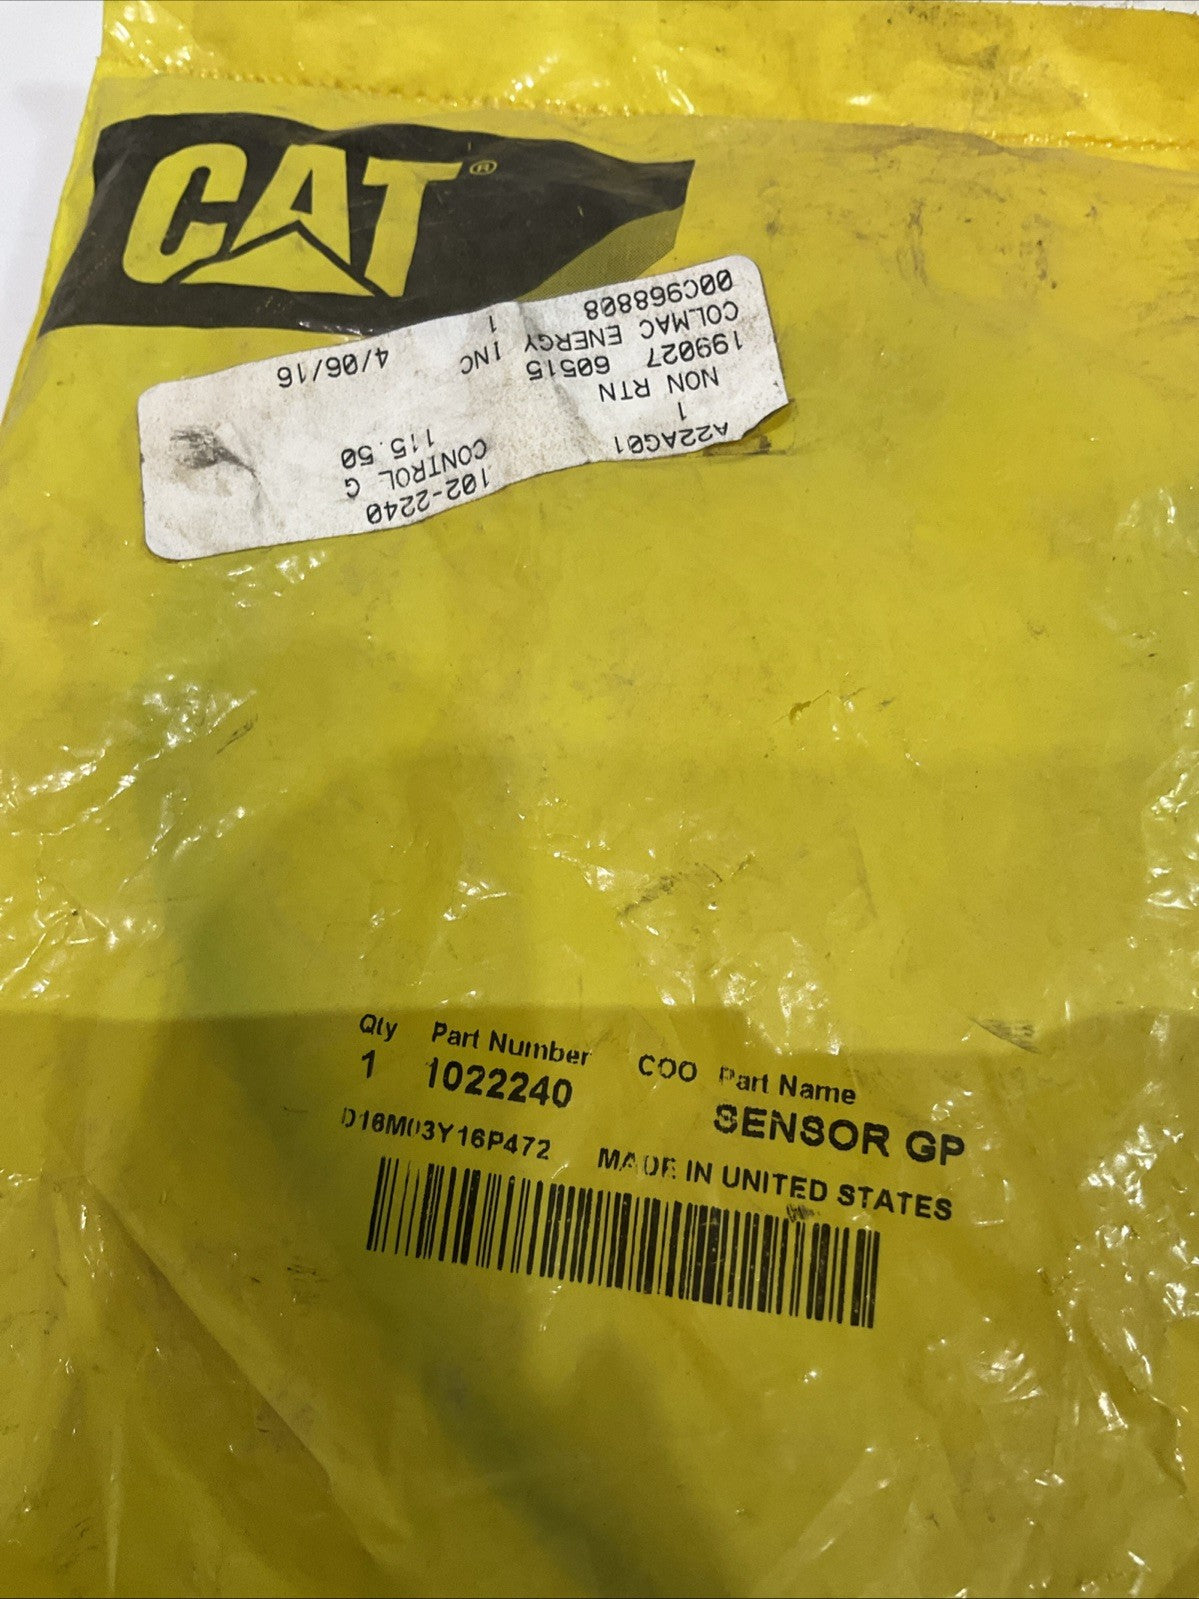 CAT®
102-2240
CONTROL G
115.50
A22AG01
1
NON RTN
199027 60515
COLMAC ENERGY INC
00C968808 1 4/06/16
Qty Part Number COO Part Name
1 1022240 SENSOR GP
D16M03Y16P472 MADE IN UNITED STATES